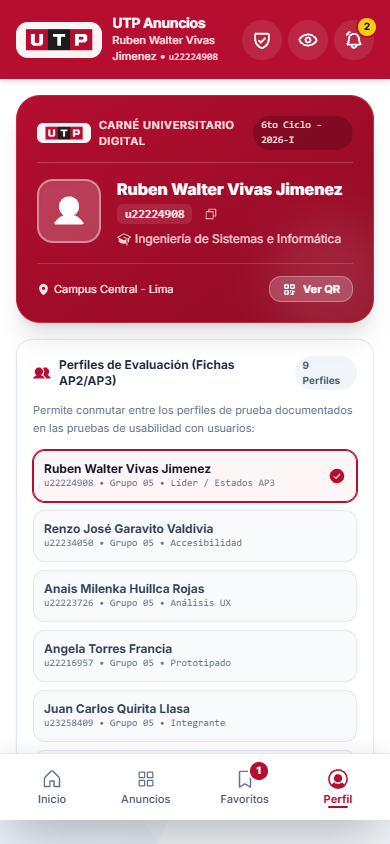 UTP
UTP Anuncios
Ruben Walter Vivas
Jimenez • u22224908
2
UTP
CARNÉ UNIVERSITARIO
DIGITAL
6to Ciclo -
2026-I
Ruben Walter Vivas Jimenez
u22224908
Ingeniería de Sistemas e Informática
Campus Central - Lima
Ver QR
Perfiles de Evaluación (Fichas
AP2/AP3)
9
Perfiles
Permite conmutar entre los perfiles de prueba documentados
en las pruebas de usabilidad con usuarios:
Ruben Walter Vivas Jimenez
u22224908 • Grupo 05 • Líder / Estados AP3
Renzo José Garavito Valdivia
u22234050 • Grupo 05 • Accesibilidad
Anais Milenka Huillca Rojas
u22223726 • Grupo 05 • Análisis UX
Angela Torres Francia
u22216957 • Grupo 05 • Prototipado
Juan Carlos Quirita Llasa
u23258409 • Grupo 05 • Integrante
1
Inicio
Anuncios
Favoritos
Perfil